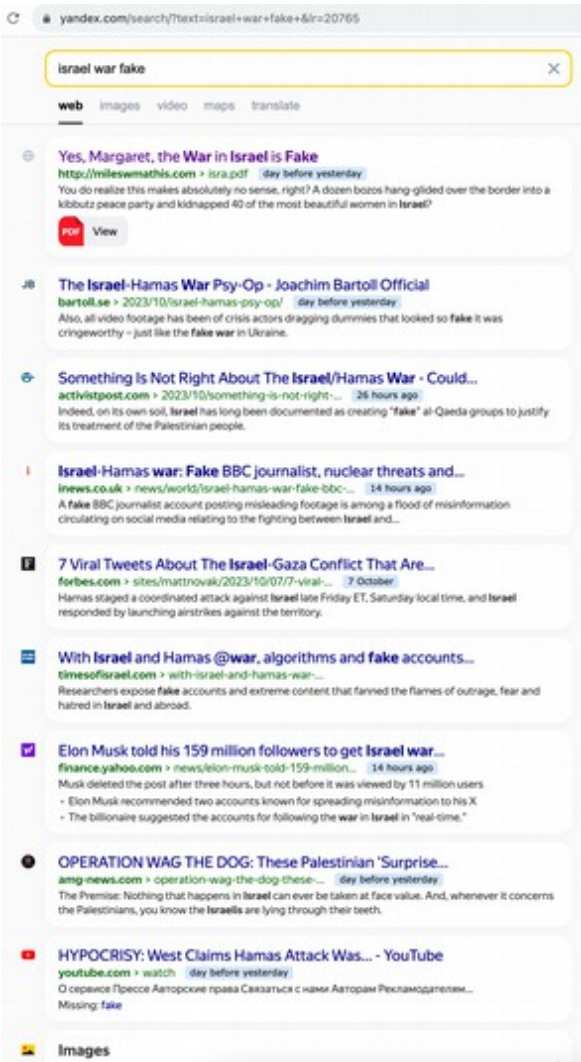 yandex.com/search/?text=israel+war+fake+&lr=20765
israel war fake
web images video maps translate
Yes, Margaret, the War in Israel is Fake
http://mileswmathis.com › isra.pdf day before yesterday
You do realize this makes absolutely no sense, right? A dozen bozos hang-glided over the border into a
kibbutz peace party and kidnapped 40 of the most beautiful women in Israel?
PDF View
JB The Israel-Hamas War Psy-Op - Joachim Bartoll Official
bartoll.se › 2023/10/israel-hamas-psy-op/ day before yesterday
Also, all video footage has been of crisis actors dragging dummies that looked so fake it was
cringeworthy – just like the fake war in Ukraine.
Something Is Not Right About The Israel/Hamas War - Could...
activistpost.com › 2023/10/something-is-not-right-... 26 hours ago
Indeed, on its own soil, Israel has long been documented as creating "fake" al-Qaeda groups to justify
its treatment of the Palestinian people.
i Israel-Hamas war: Fake BBC journalist, nuclear threats and...
inews.co.uk › news/world/israel-hamas-war-fake-bbc-... 14 hours ago
A fake BBC journalist account posting misleading footage is among a flood of misinformation
circulating on social media relating to the fighting between Israel and...
F 7 Viral Tweets About The Israel-Gaza Conflict That Are...
forbes.com › sites/mattnovak/2023/10/07/7-viral-... 7 October
Hamas staged a coordinated attack against Israel late Friday ET, Saturday local time, and Israel
responded by launching airstrikes against the territory.
With Israel and Hamas @war, algorithms and fake accounts...
timesofisrael.com › with-israel-and-hamas-war-...
Researchers expose fake accounts and extreme content that fanned the flames of outrage, fear and
hatred in Israel and abroad.
Elon Musk told his 159 million followers to get Israel war...
finance.yahoo.com › news/elon-musk-told-159-million... 14 hours ago
Musk deleted the post after three hours, but not before it was viewed by 11 million users
• Elon Musk recommended two accounts known for spreading misinformation to his X
• The billionaire suggested the accounts for following the war in Israel in "real-time."
OPERATION WAG THE DOG: These Palestinian 'Surprise...
amg-news.com › operation-wag-the-dog-these-... day before yesterday
The Premise: Nothing that happens in Israel can ever be taken at face value. And, whenever it concerns
the Palestinians, you know the Israelis are lying through their teeth.
HYPOCRISY: West Claims Hamas Attack Was... - YouTube
youtube.com › watch day before yesterday
О сервисе Прессе Авторские права Связаться с нами Авторам Рекламодателям...
Missing: fake
Images